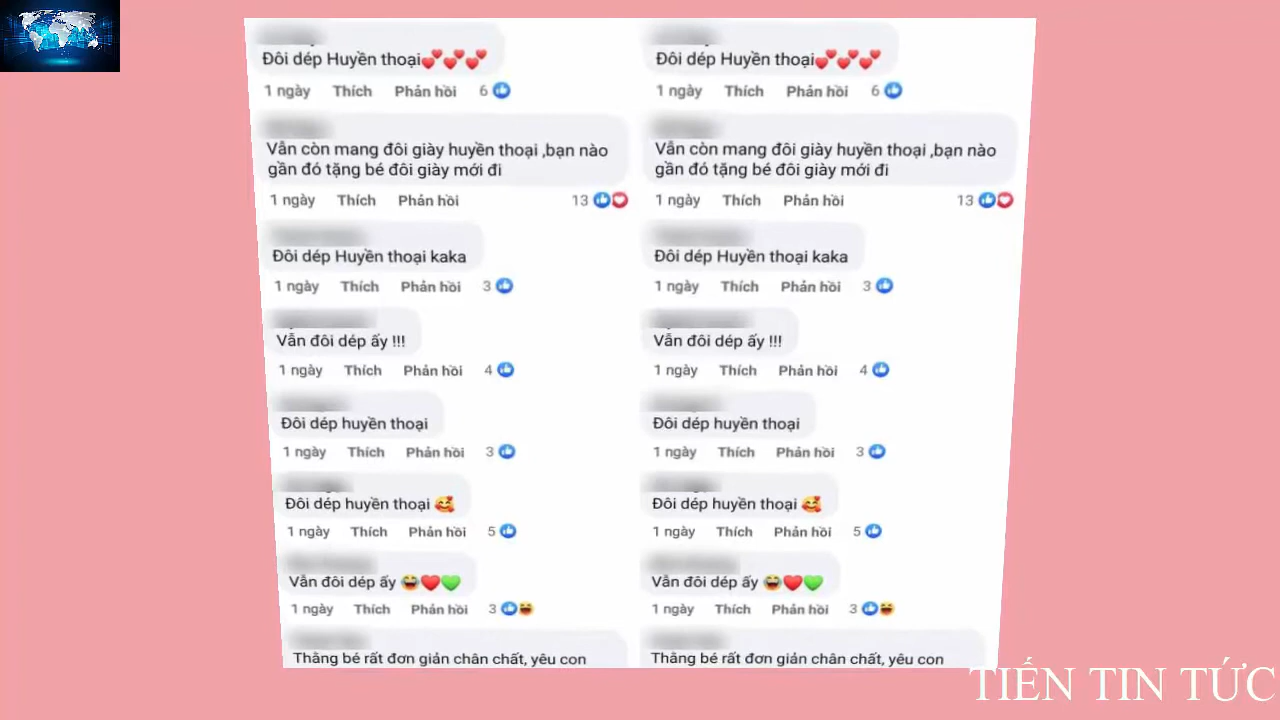 Đôi dép Huyền thoại💕💕💕
1 ngày Thích Phản hồi 6
Vẫn còn mang đôi giày huyền thoại ,bạn nào
gần đó tặng bé đôi giày mới đi
1 ngày Thích Phản hồi 13
Đôi dép Huyền thoại kaka
1 ngày Thích Phản hồi 3
Vẫn đôi dép ấy !!!
1 ngày Thích Phản hồi 4
Đôi dép huyền thoại
1 ngày Thích Phản hồi 3
Đôi dép huyền thoại 🥰
1 ngày Thích Phản hồi 5
Vẫn đôi dép ấy 😂❤️💚
1 ngày Thích Phản hồi 3
Thằng bé rất đơn giản chân chất, yêu con
Đôi dép Huyền thoại💕💕💕
1 ngày Thích Phản hồi 6
Vẫn còn mang đôi giày huyền thoại ,bạn nào
gần đó tặng bé đôi giày mới đi
1 ngày Thích Phản hồi 13
Đôi dép Huyền thoại kaka
1 ngày Thích Phản hồi 3
Vẫn đôi dép ấy !!!
1 ngày Thích Phản hồi 4
Đôi dép huyền thoại
1 ngày Thích Phản hồi 3
Đôi dép huyền thoại 🥰
1 ngày Thích Phản hồi 5
Vẫn đôi dép ấy 😂❤️💚
1 ngày Thích Phản hồi 3
Thằng bé rất đơn giản chân chất, yêu con
TIẾN TIN TỨC